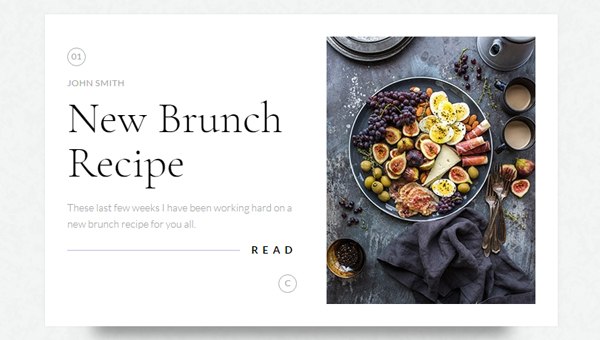 01
JOHN SMITH
New Brunch
Recipe
These last few weeks I have been working hard on a
new brunch recipe for you all.
READ
C